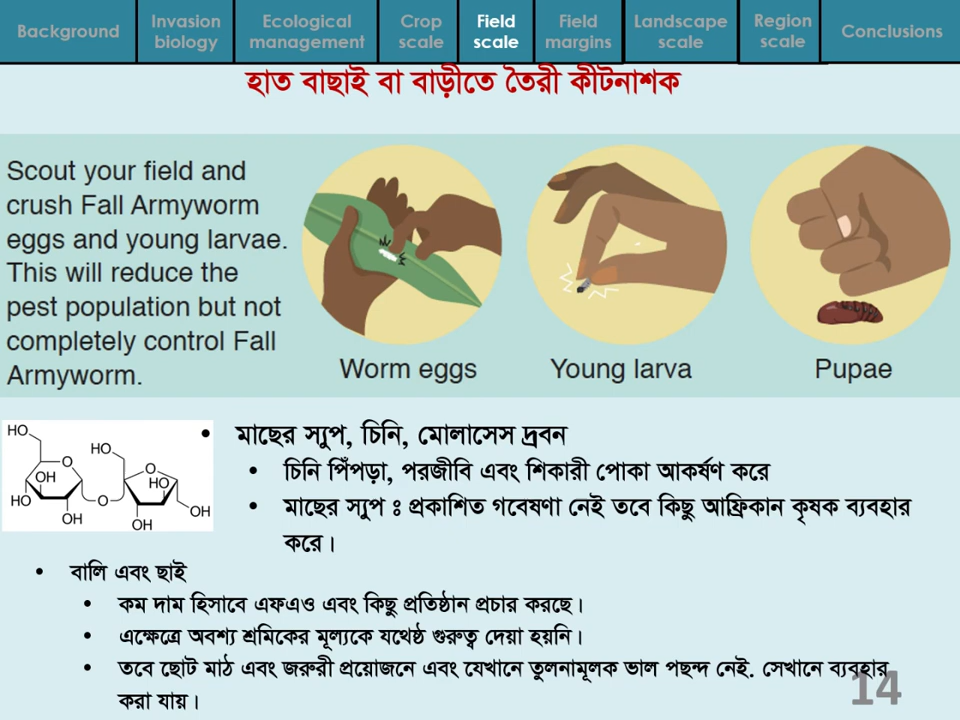 Background
Invasion
biology
Ecological
management
Crop
scale
Field
scale
Field
margins
Landscape
scale
Region
scale
Conclusions
হাত বাছাই বা বাড়ীতে তৈরী কীটনাশক
Scout your field and
crush Fall Armyworm
eggs and young larvae.
This will reduce the
pest population but not
completely control Fall
Armyworm.
Worm eggs
Young larva
Pupae
HO
O
OH
HO
OH
O
HO
O
HO
OH
OH
• মাছের স্যুপ, চিনি, মোলাসেস দ্রবন
• চিনি পিঁপড়া, পরজীবি এবং শিকারী পোকা আকর্ষণ করে
• মাছের স্যুপ ঃ প্রকাশিত গবেষণা নেই তবে কিছু আফ্রিকান কৃষক ব্যবহার
করে।
• বালি এবং ছাই
• কম দাম হিসাবে এফএও এবং কিছু প্রতিষ্ঠান প্রচার করছে।
• এক্ষেত্রে অবশ্য শ্রমিকের মূল্যকে যথেষ্ঠ গুরুত্ব দেয়া হয়নি।
• তবে ছোট মাঠ এবং জরুরী প্রয়োজনে এবং যেখানে তুলনামূলক ভাল পছন্দ নেই. সেখানে ব্যবহার
করা যায়।
14